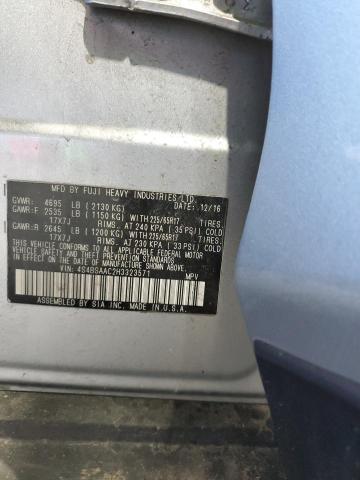 MFD BY FUJI HEAVY INDUSTRIES,LTD.
GVWR: 4695 LB ( 2130 KG) DATE: 12/16
GAWR:F 2535 LB ( 1150 KG) WITH 225/65R17 TIRES.
17X7J RIMS. AT 240 KPA ( 35 PSI) COLD
GAWR:R 2645 LB ( 1200 KG) WITH 225/65R17 TIRES.
17X7J RIMS. AT 230 KPA ( 33 PSI) COLD
THIS VEHICLE CONFORMS TO ALL APPLICABLE FEDERAL MOTOR
VEHICLE SAFETY AND THEFT PREVENTION STANDARDS
IN EFFECT ON THE DATE OF MANUFACTURE SHOWN ABOVE.
4S4BSAAC2H3323571 MPV
ASSEMBLED BY SIA INC. IN U.S.A.